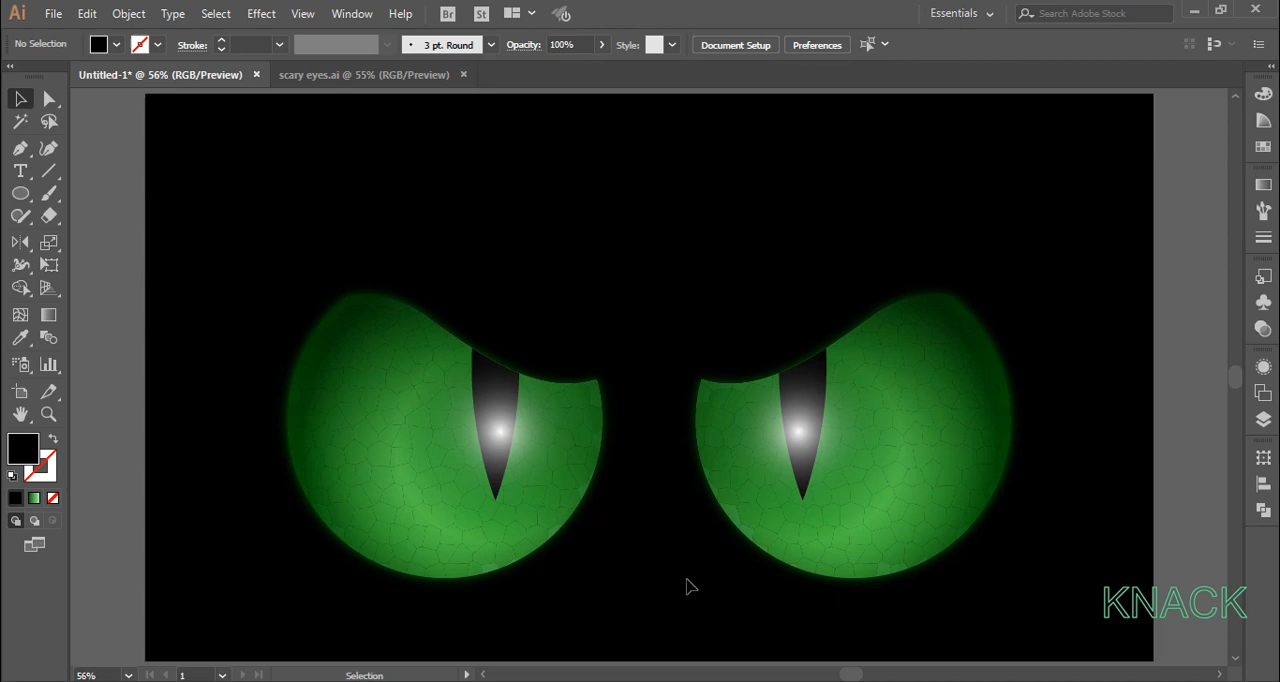 Ai File Edit Object Type Select Effect View Window Help Br St Essentials Search Adobe Stock
No Selection Stroke: 3 pt. Round Opacity: 100% Style: Document Setup Preferences
Untitled-1* @ 56% (RGB/Preview) × scary eyes.ai @ 55% (RGB/Preview) ×
KNACK
56% 1 Selection